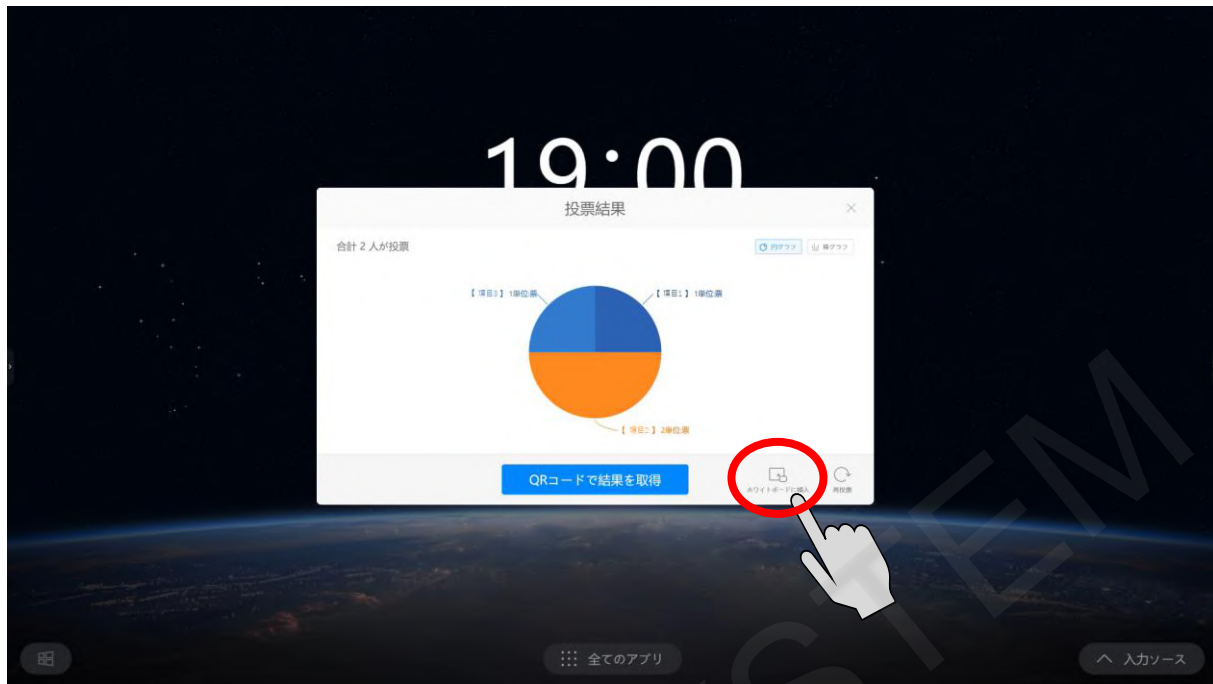 19:00
投票結果
合計 2 人が投票
円グラフ
棒グラフ
【 項目3 】 1単位票
【 項目1 】 1単位票
【 項目2 】 2単位票
QRコードで結果を取得
ホワイトボードに挿入
再投票
全てのアプリ
入力ソース
STEM